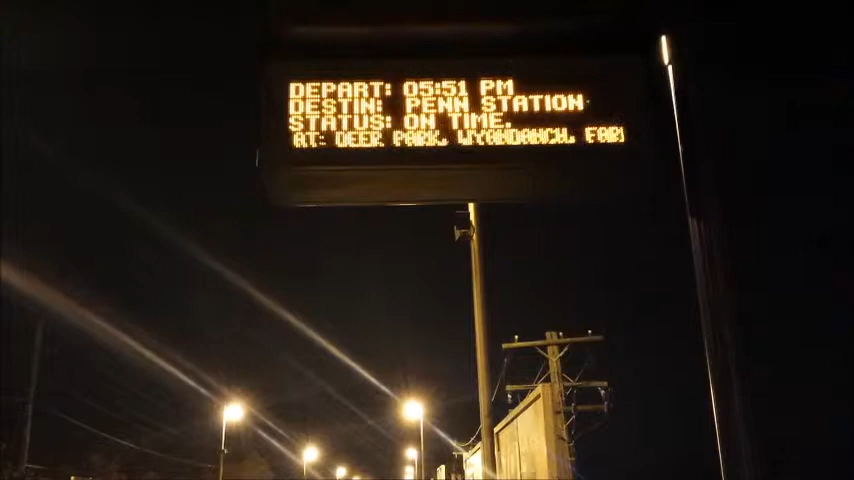 DEPART: 05:51 PM
DESTIN: PENN STATION
STATUS: ON TIME.
AT: DEER PARK, WYANDANCH, FAR